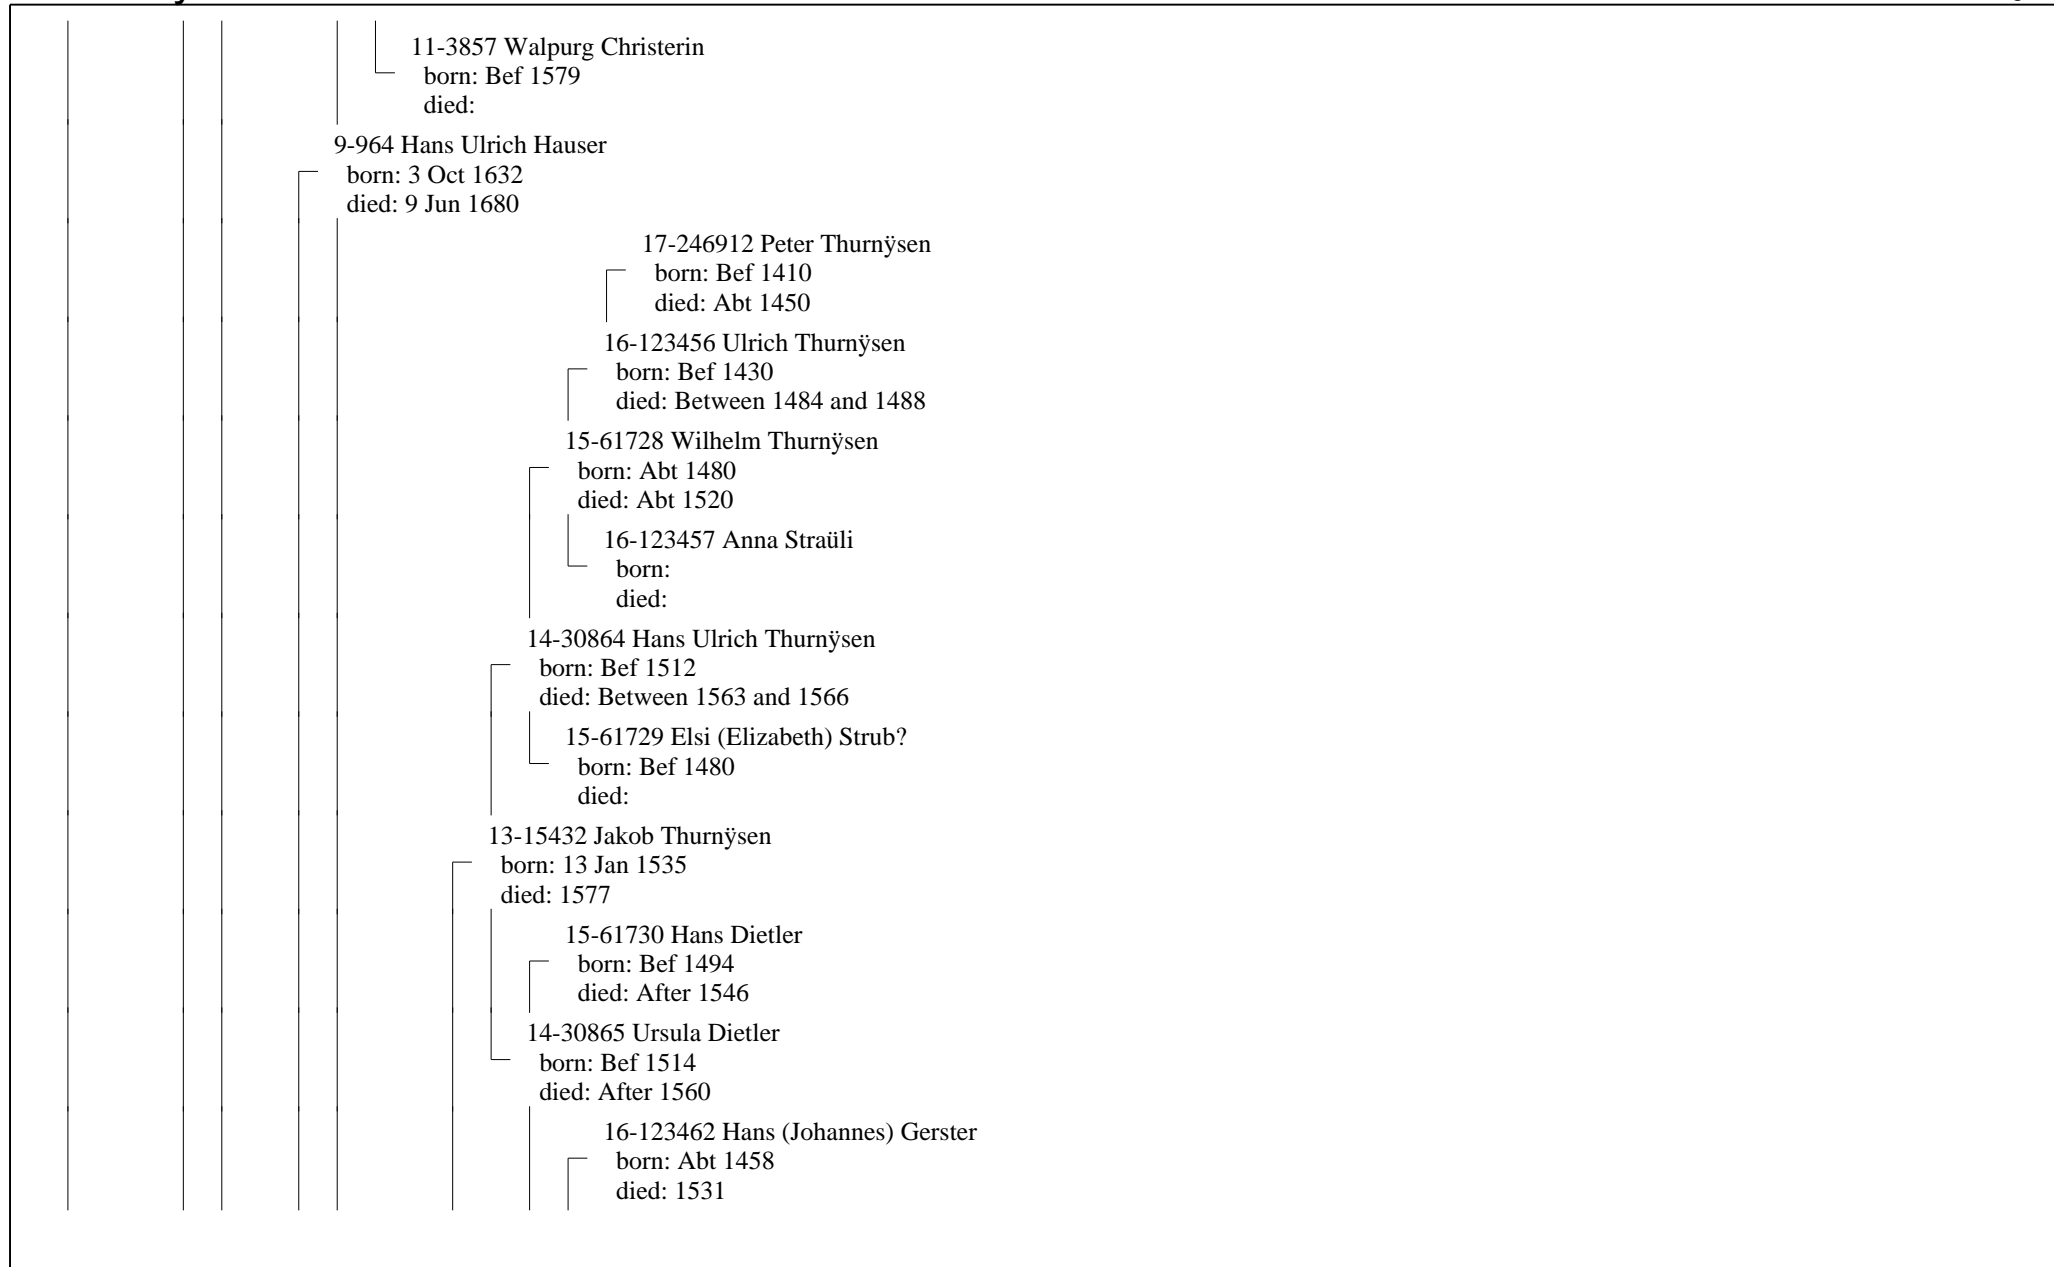 11-3857 Walpurg Christerin
born: Bef 1579
died:
9-964 Hans Ulrich Hauser
born: 3 Oct 1632
died: 9 Jun 1680
17-246912 Peter Thurnÿsen
born: Bef 1410
died: Abt 1450
16-123456 Ulrich Thurnÿsen
born: Bef 1430
died: Between 1484 and 1488
15-61728 Wilhelm Thurnÿsen
born: Abt 1480
died: Abt 1520
16-123457 Anna Straüli
born:
died:
14-30864 Hans Ulrich Thurnÿsen
born: Bef 1512
died: Between 1563 and 1566
15-61729 Elsi (Elizabeth) Strub?
born: Bef 1480
died:
13-15432 Jakob Thurnÿsen
born: 13 Jan 1535
died: 1577
15-61730 Hans Dietler
born: Bef 1494
died: After 1546
14-30865 Ursula Dietler
born: Bef 1514
died: After 1560
16-123462 Hans (Johannes) Gerster
born: Abt 1458
died: 1531